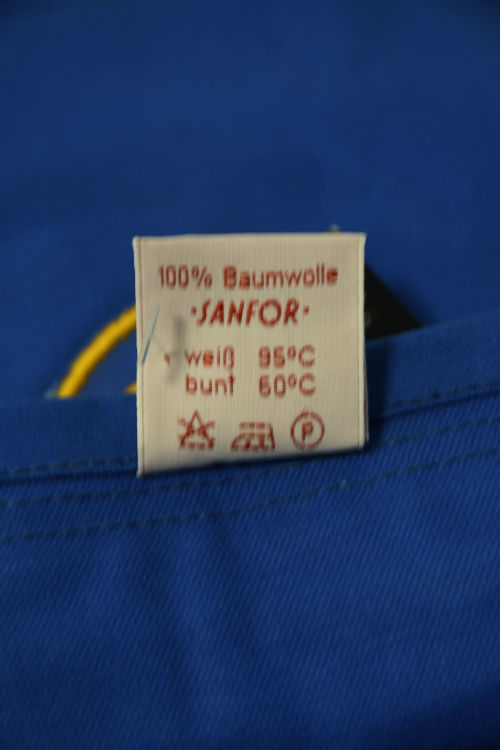 100% Baumwolle
·SANFOR·
weiß 95°C
bunt 60°C
P